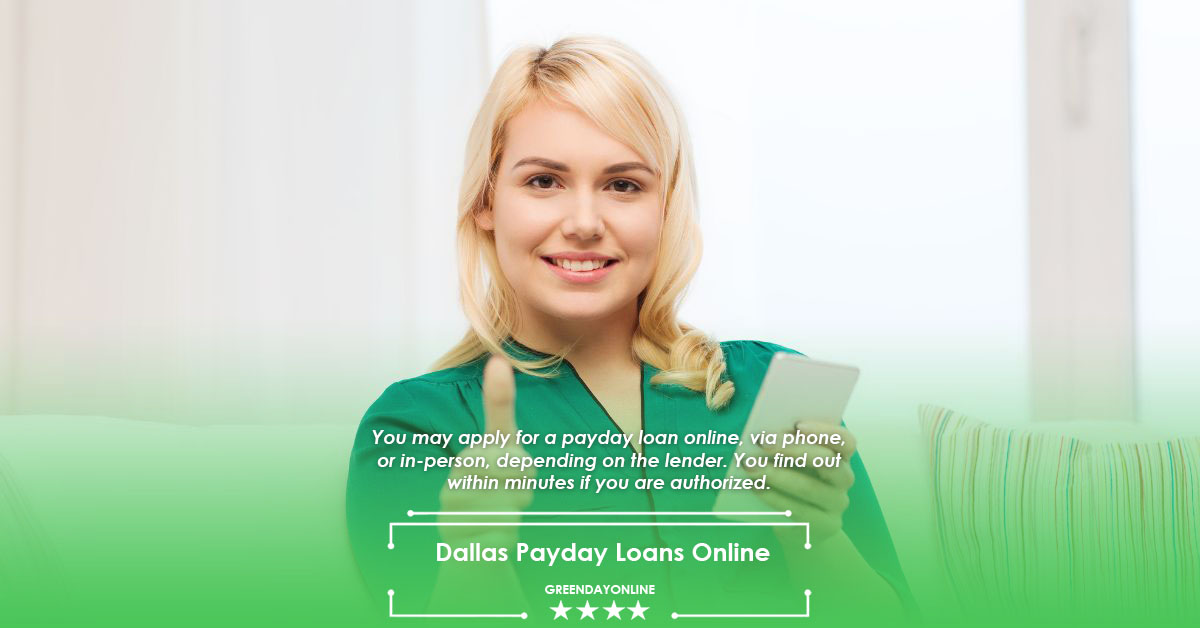 You may apply for a payday loan online, via phone,
or in-person, depending on the lender. You find out
within minutes if you are authorized.
Dallas Payday Loans Online
GREENDAYONLINE